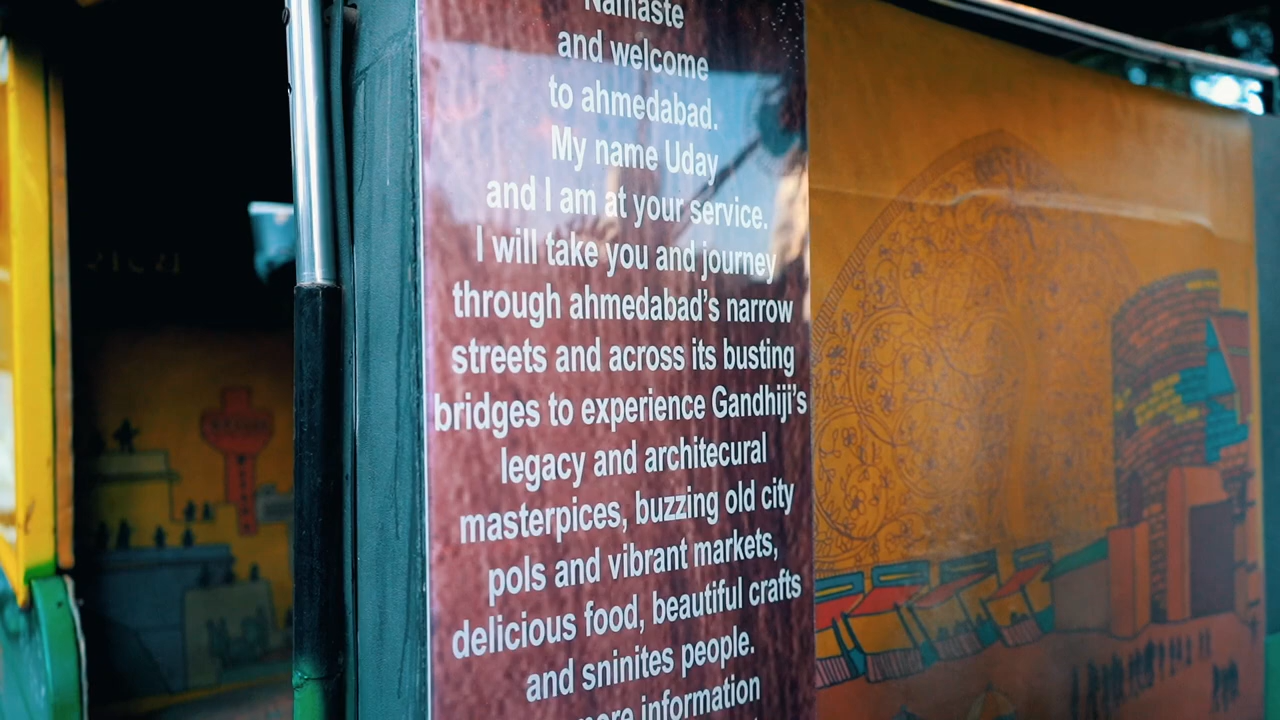 Namaste
and welcome
to ahmedabad.
My name Uday
and I am at your service.
I will take you and journey
through ahmedabad's narrow
streets and across its busting
bridges to experience Gandhiji's
legacy and architecural
masterpices, buzzing old city
pols and vibrant markets,
delicious food, beautiful crafts
and sninites people.
more information